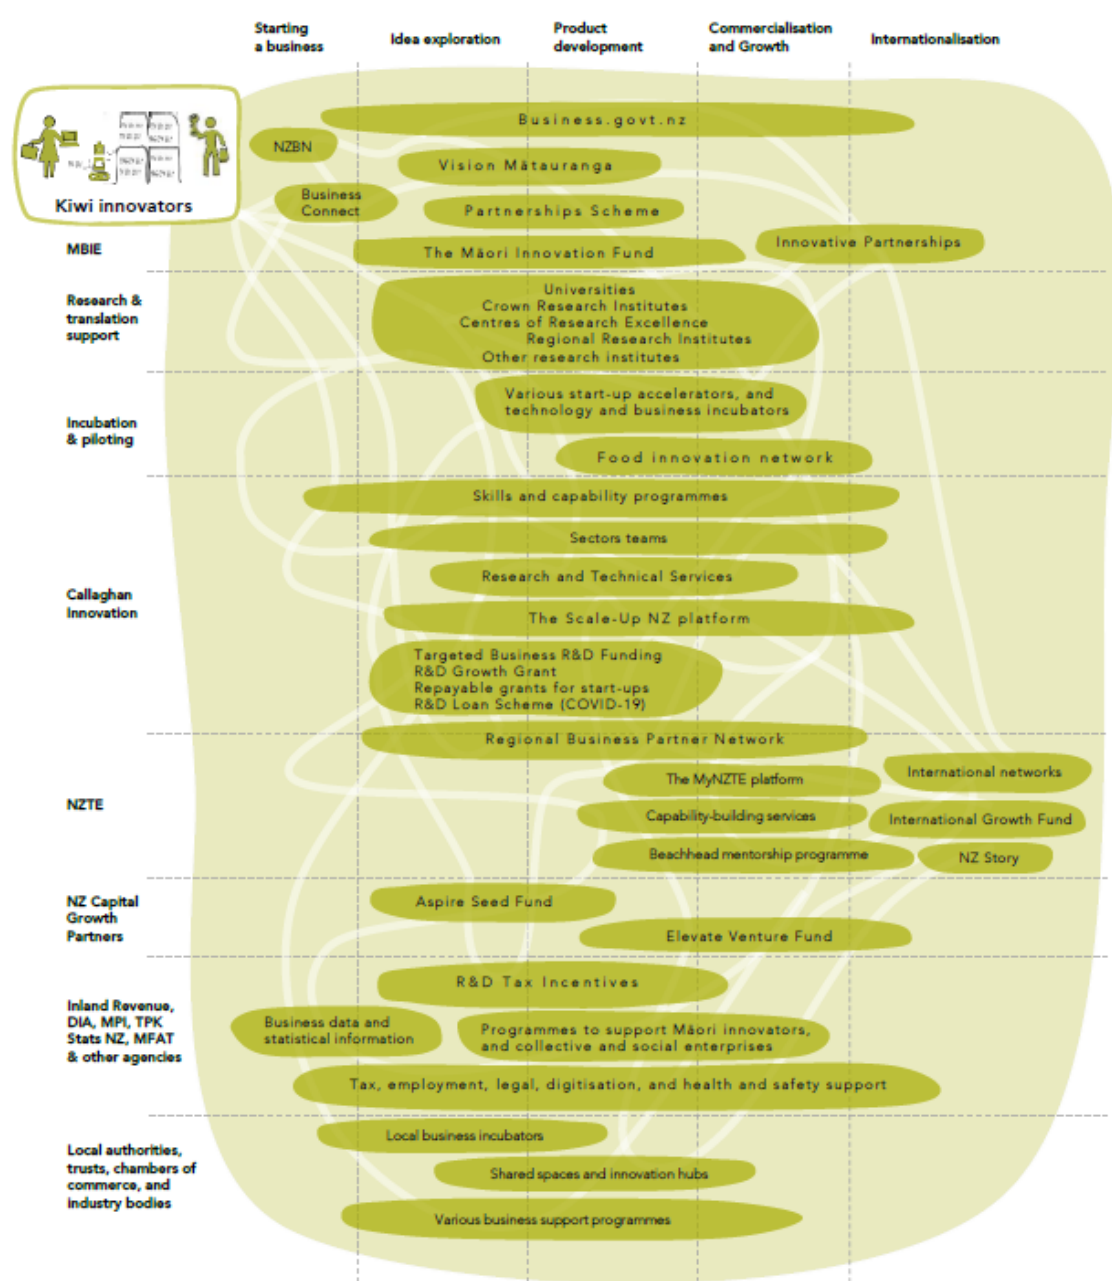 Starting
a business
Idea exploration
Product
development
Commercialisation
and Growth
Internationalisation
Kiwi innovators
Business.govt.nz
NZBN
Vision Mātauranga
Business
Connect
Partnerships Scheme
MBIE
The Māori Innovation Fund
Innovative Partnerships
Research &
translation
support
Universities
Crown Research Institutes
Centres of Research Excellence
Regional Research Institutes
Other research institutes
Incubation
& piloting
Various start-up accelerators, and
technology and business incubators
Food innovation network
Callaghan
Innovation
Skills and capability programmes
Sectors teams
Research and Technical Services
The Scale-Up NZ platform
Targeted Business R&D Funding
R&D Growth Grant
Repayable grants for start-ups
R&D Loan Scheme (COVID-19)
NZTE
Regional Business Partner Network
The MyNZTE platform
International networks
Capability-building services
International Growth Fund
Beachhead mentorship programme
NZ Story
NZ Capital
Growth
Partners
Aspire Seed Fund
Elevate Venture Fund
Inland Revenue,
DIA, MPI, TPK
Stats NZ, MFAT
& other agencies
R&D Tax Incentives
Business data and
statistical information
Programmes to support Māori innovators,
and collective and social enterprises
Tax, employment, legal, digitisation, and health and safety support
Local authorities,
trusts, chambers of
commerce, and
industry bodies
Local business incubators
Shared spaces and innovation hubs
Various business support programmes